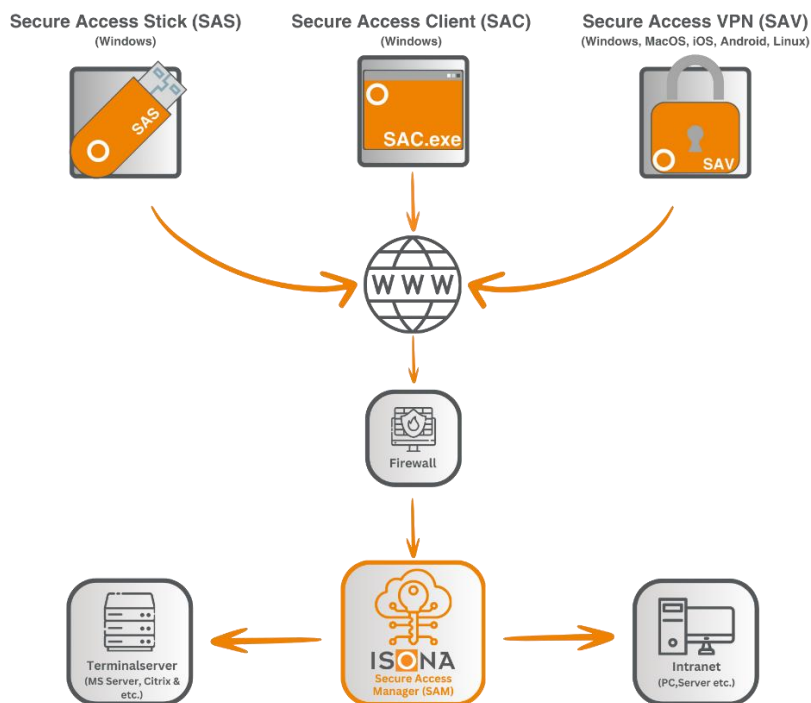 Secure Access Stick (SAS)
(Windows)
Secure Access Client (SAC)
(Windows)
Secure Access VPN (SAV)
(Windows, MacOS, iOS, Android, Linux)
SAS
SAC.exe
SAV
WWW
Firewall
Terminalserver
(MS Server, Citrix &
etc.)
ISONA
Secure Access
Manager (SAM)
Intranet
(PC,Server etc.)